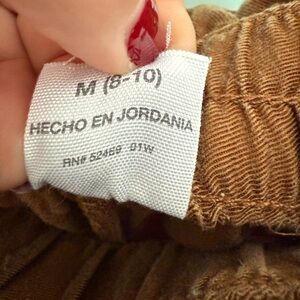 M (8-10)
HECHO EN JORDANIA
RN# 52469 01W